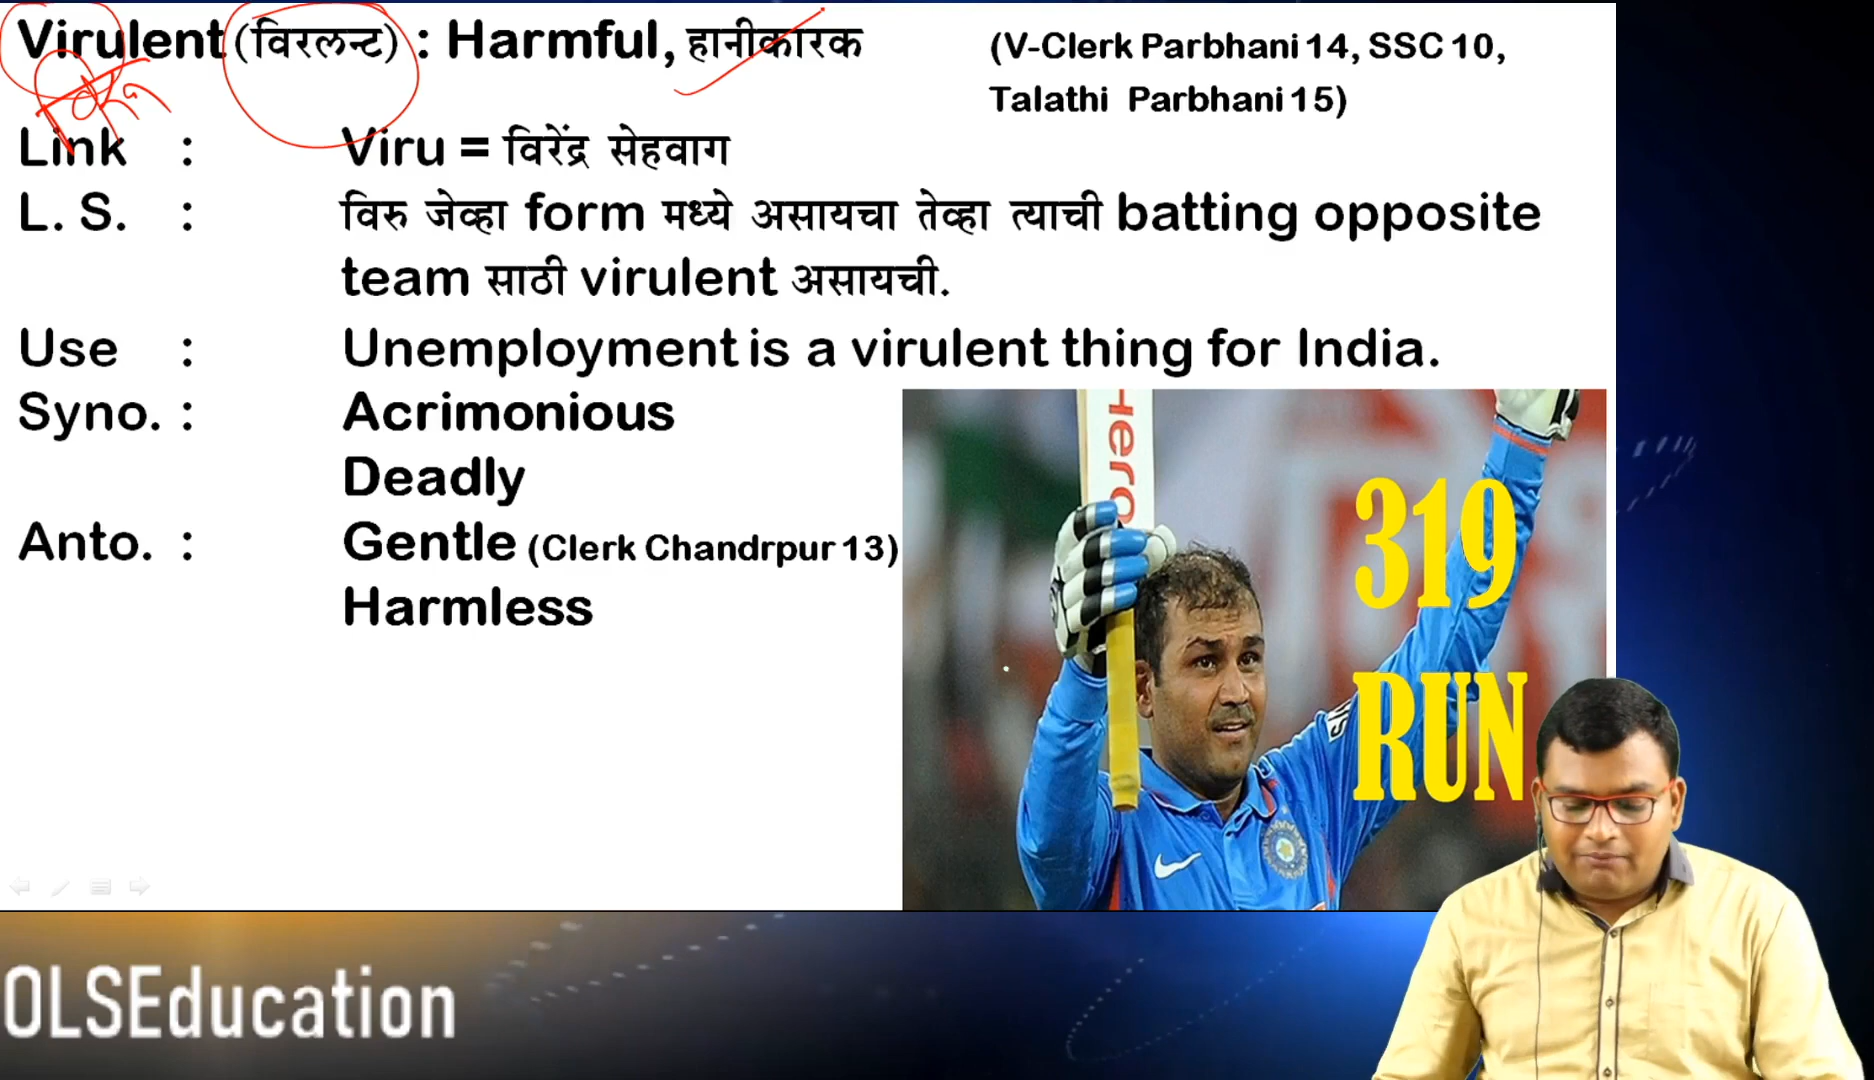 Virulent (विरलन्ट) : Harmful, हानीकारक (V-Clerk Parbhani 14, SSC 10,
Talathi Parbhani 15)
Link : Viru = विरेंद्र सेहवाग
L. S. : विरु जेव्हा form मध्ये असायचा तेव्हा त्याची batting opposite
team साठी virulent असायची.
Use : Unemployment is a virulent thing for India.
Syno. : Acrimonious
Deadly
Anto. : Gentle (Clerk Chandrpur 13)
Harmless
Hero
319
RUN
OLSEducation